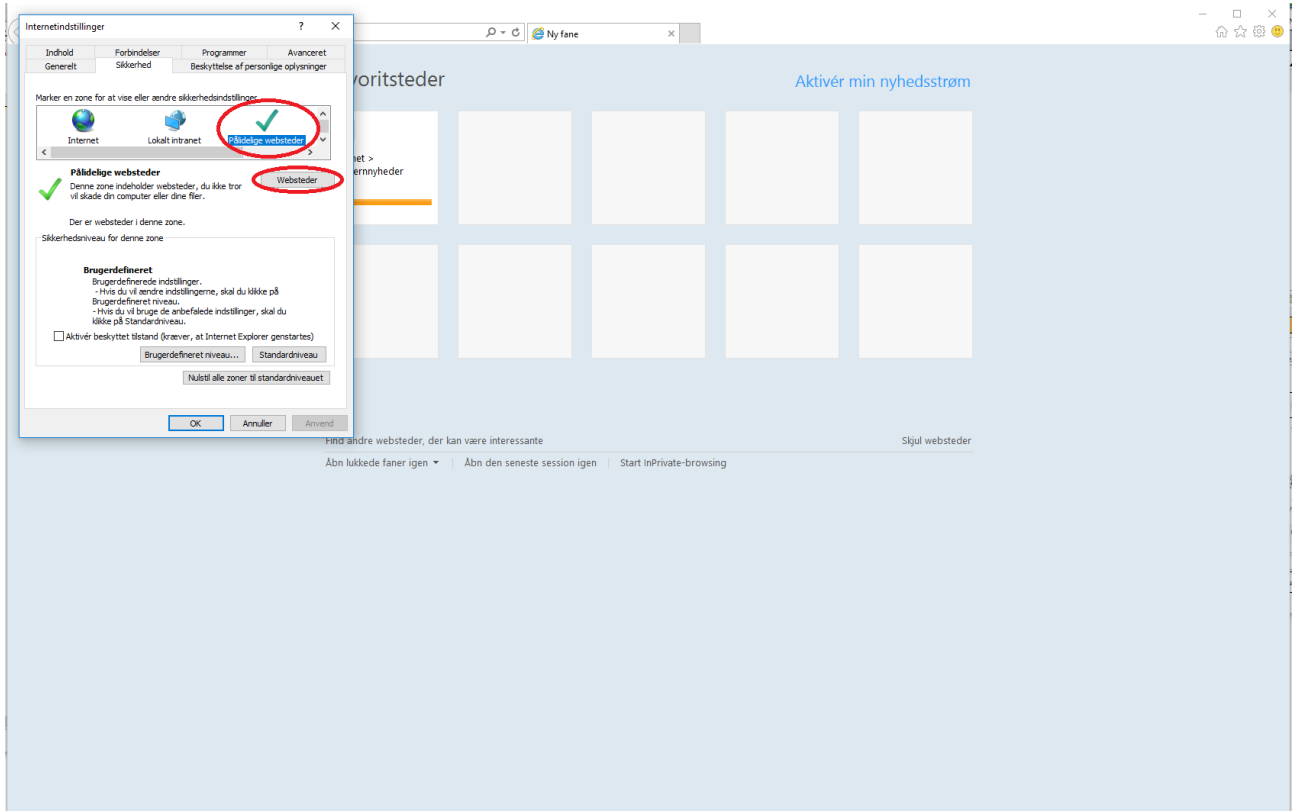 Internetindstillinger
?
Indhold Forbindelser Programmer Avanceret
Generelt Sikkerhed Beskyttelse af personlige oplysninger
Marker en zone for at vise eller ændre sikkerhedsindstillinger.
Internet Lokalt intranet Pålidelige websteder
Pålidelige websteder
Denne zone indeholder websteder, du ikke tror
vil skade din computer eller dine filer.
Websteder
Der er websteder i denne zone.
Sikkerhedsniveau for denne zone
Brugerdefineret
Brugerdefinerede indstillinger.
- Hvis du vil ændre indstillingerne, skal du klikke på
Brugerdefineret niveau.
- Hvis du vil bruge de anbefalede indstillinger, skal du
klikke på Standardniveau.
Aktivér beskyttet tilstand (kræver, at Internet Explorer genstartes)
Brugerdefineret niveau... Standardniveau
Nulstil alle zoner til standardniveauet
OK Annuller Anvend
Ny fane
voritsteder
Aktivér min nyhedsstrøm
net >
ernnyheder
Find andre websteder, der kan være interessante
Skjul websteder
Åbn lukkede faner igen
Åbn den seneste session igen
Start InPrivate-browsing